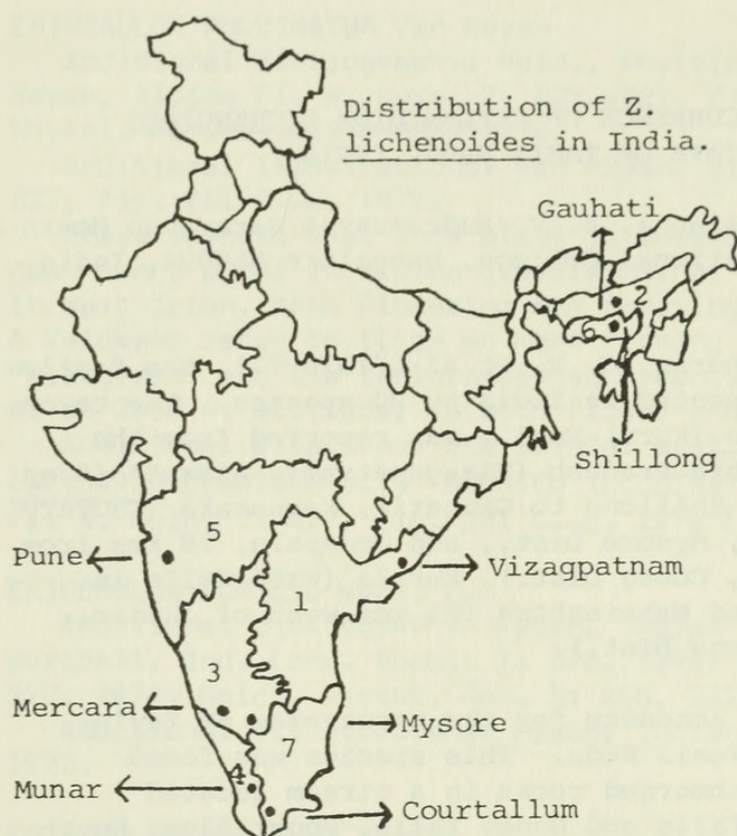 Distribution of Z.
lichenoides in India.
Gauhati
2
Shillong
5
Pune
Vizagpatnam
1
3
Mercara
Mysore
7
4
Munar
Courtallum